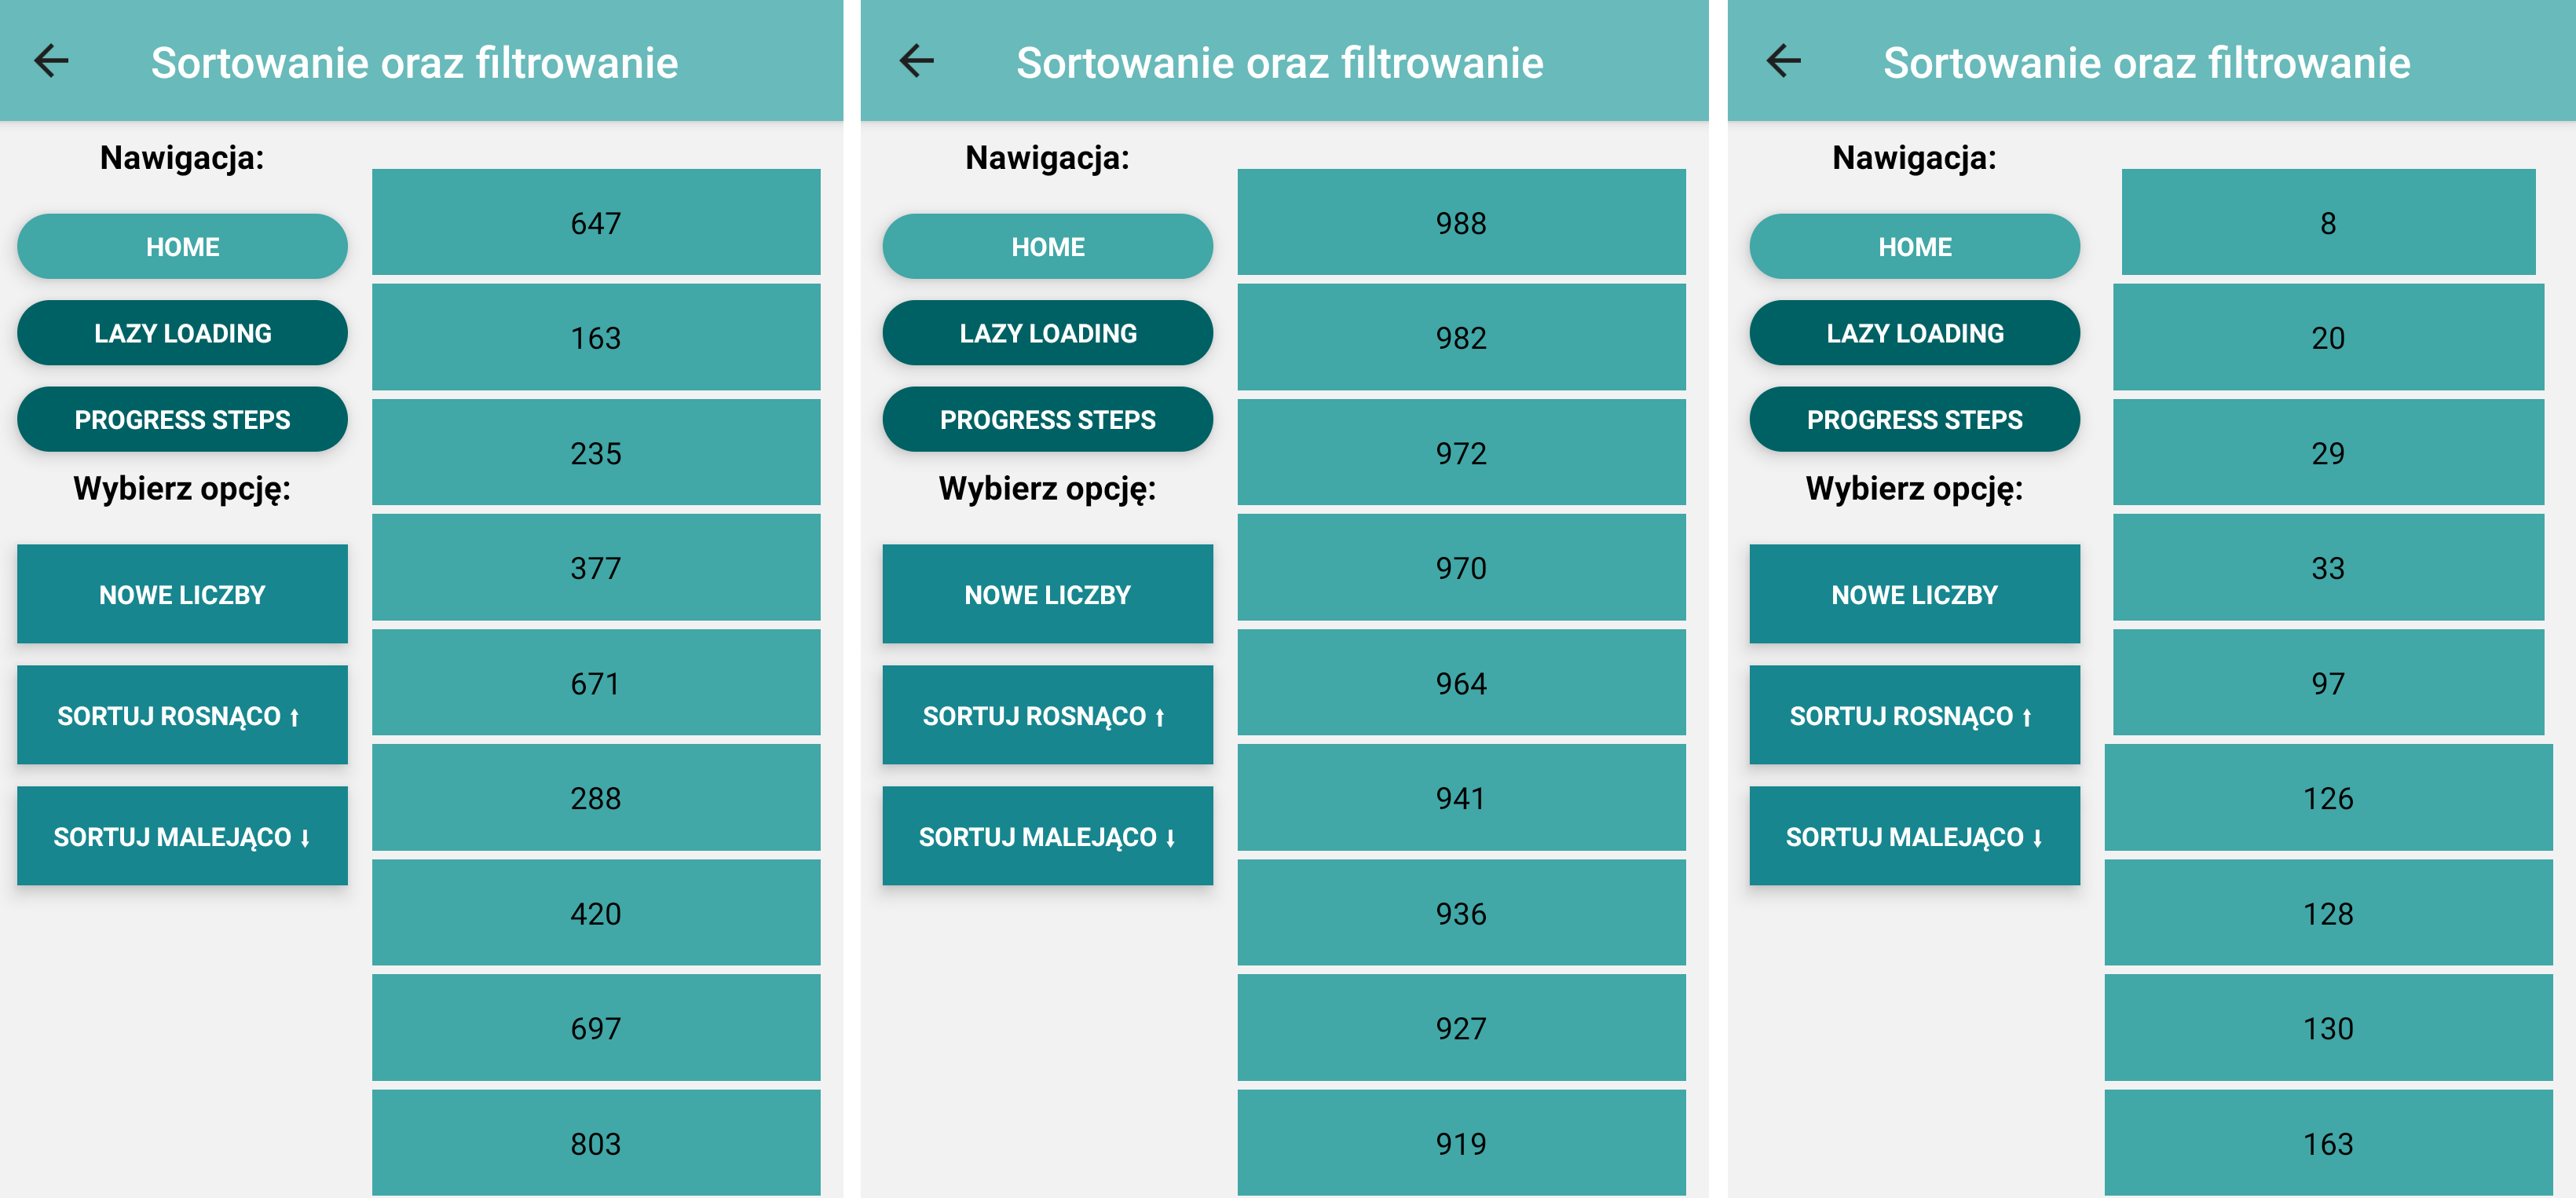 Sortowanie oraz filtrowanie
Nawigacja:
HOME
LAZY LOADING
PROGRESS STEPS
Wybierz opcję:
NOWE LICZBY
SORTUJ ROSNĄCO ↑
SORTUJ MALEJĄCO ↓
647
163
235
377
671
288
420
697
803
Sortowanie oraz filtrowanie
Nawigacja:
HOME
LAZY LOADING
PROGRESS STEPS
Wybierz opcję:
NOWE LICZBY
SORTUJ ROSNĄCO ↑
SORTUJ MALEJĄCO ↓
988
982
972
970
964
941
936
927
919
Sortowanie oraz filtrowanie
Nawigacja:
HOME
LAZY LOADING
PROGRESS STEPS
Wybierz opcję:
NOWE LICZBY
SORTUJ ROSNĄCO ↑
SORTUJ MALEJĄCO ↓
8
20
29
33
97
126
128
130
163